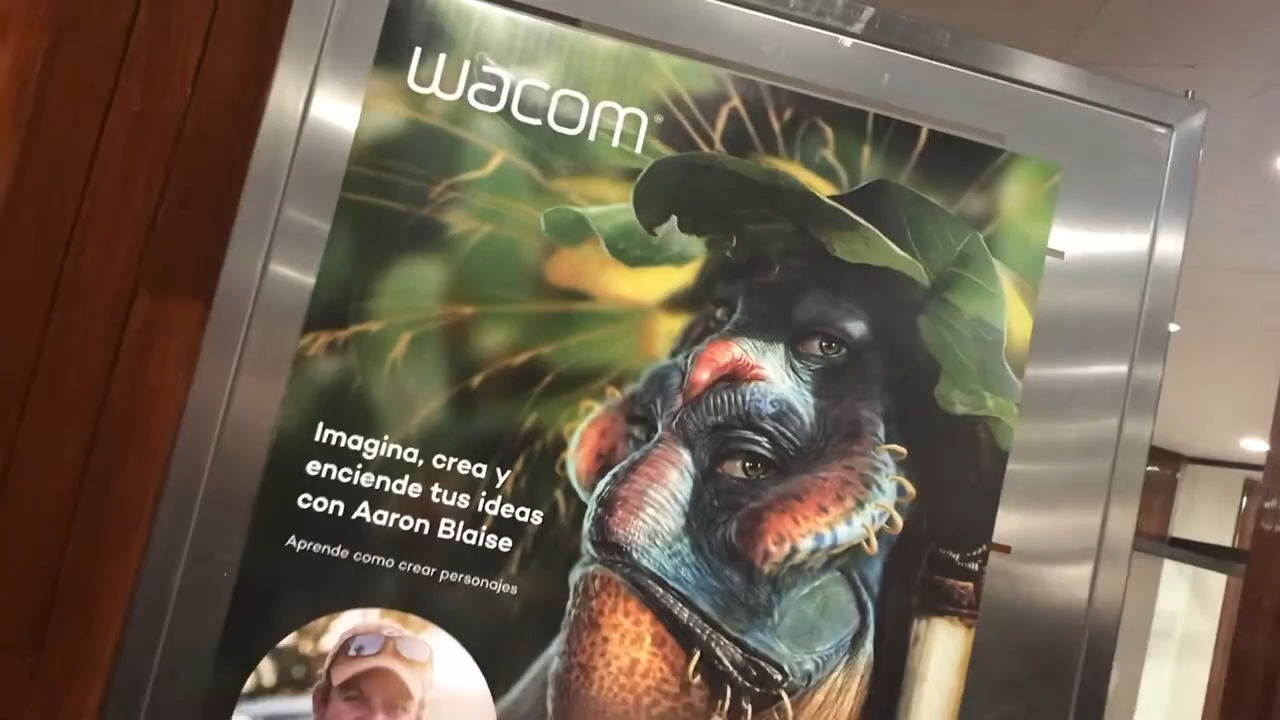 wacom®
Imagina, crea y
enciende tus ideas
con Aaron Blaise
Aprende como crear personajes